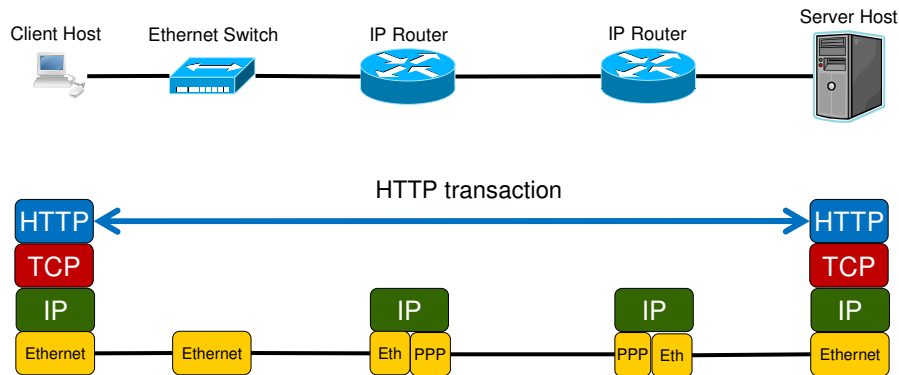 Client Host
Ethernet Switch
IP Router
IP Router
Server Host
HTTP transaction
HTTP
HTTP
TCP
TCP
IP
IP
IP
IP
Ethernet
Ethernet
Eth
PPP
PPP
Eth
Ethernet